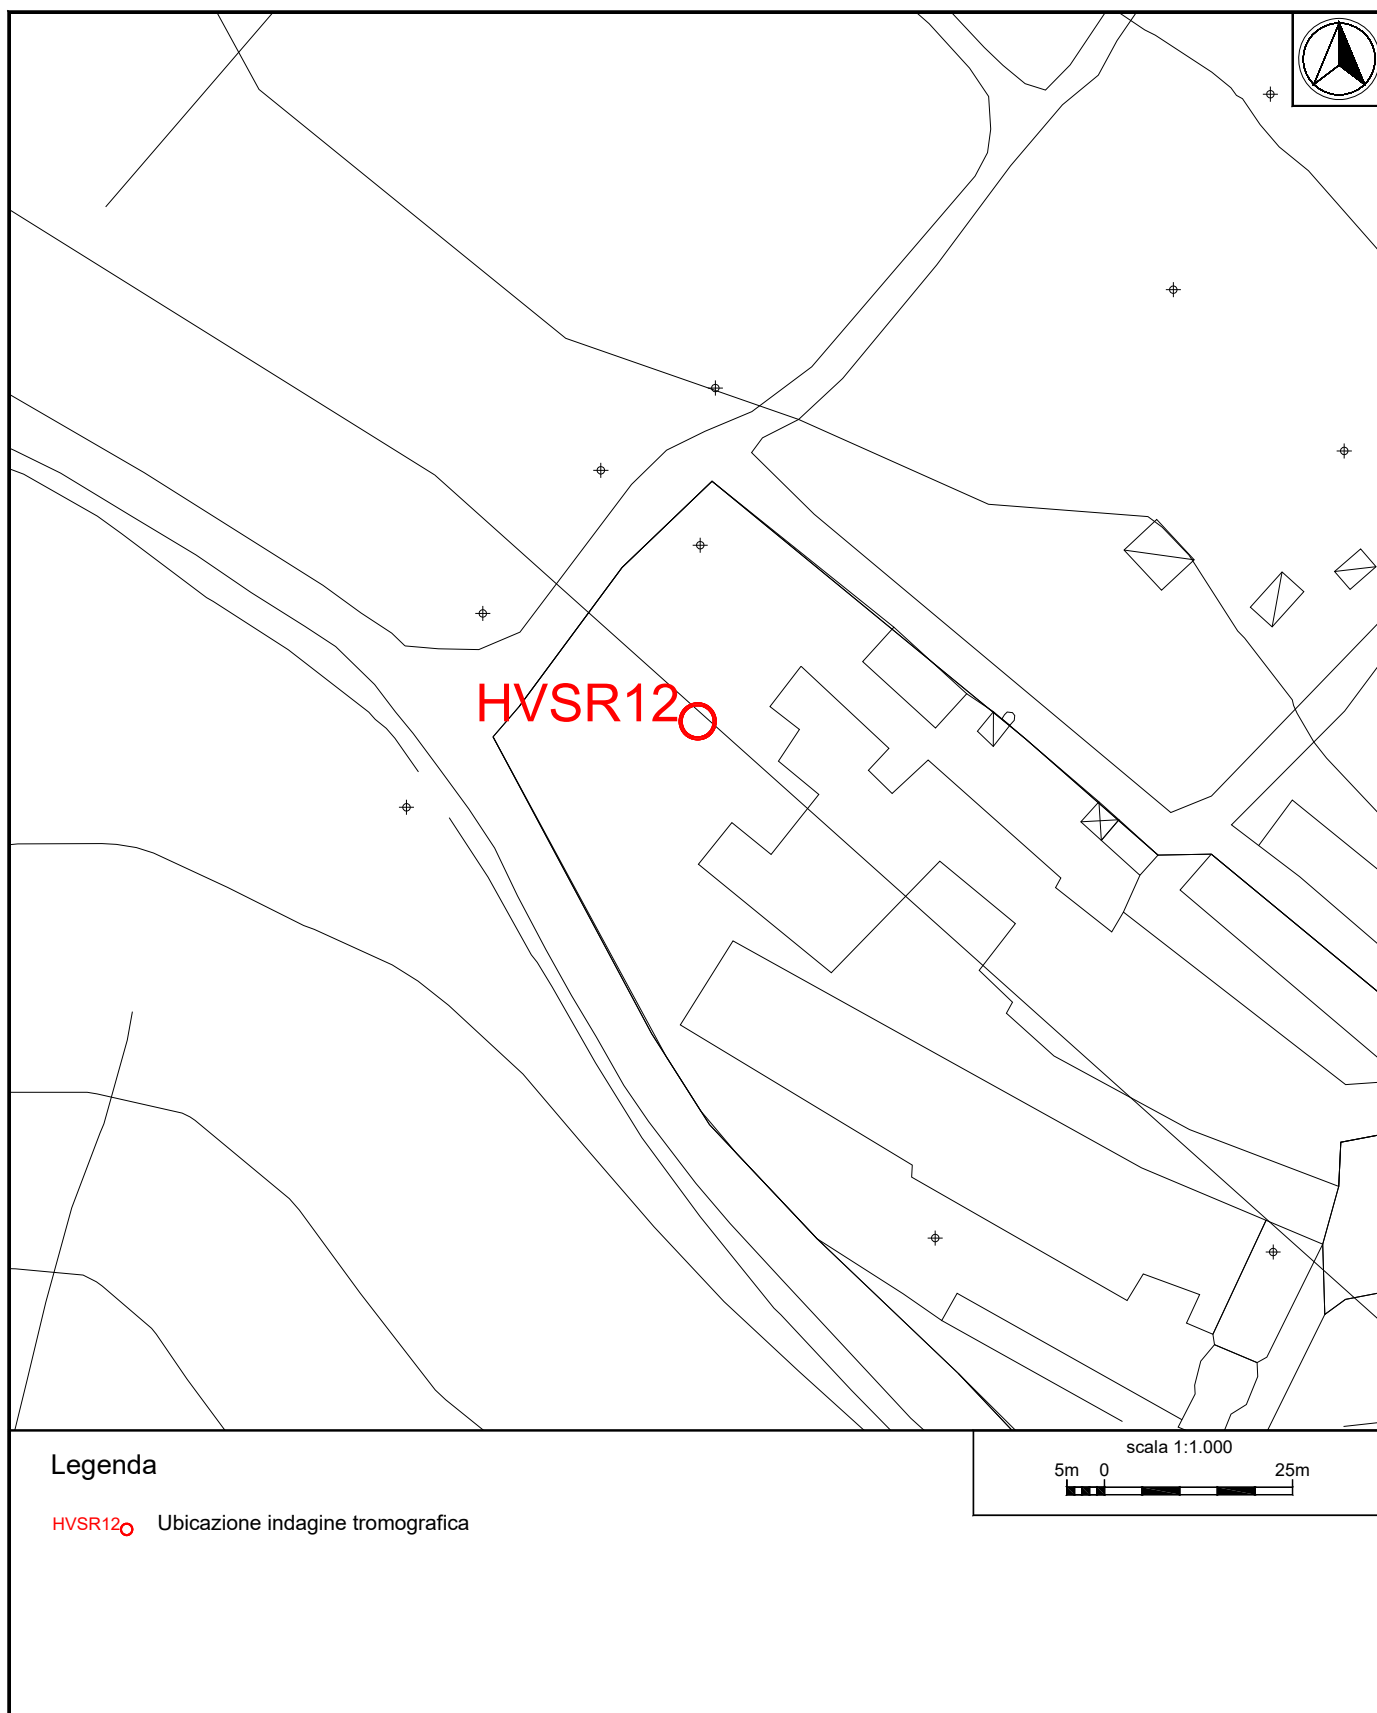 HVSR12
Legenda
HVSR12 Ubicazione indagine tromografica
scala 1:1.000
5m 0 25m